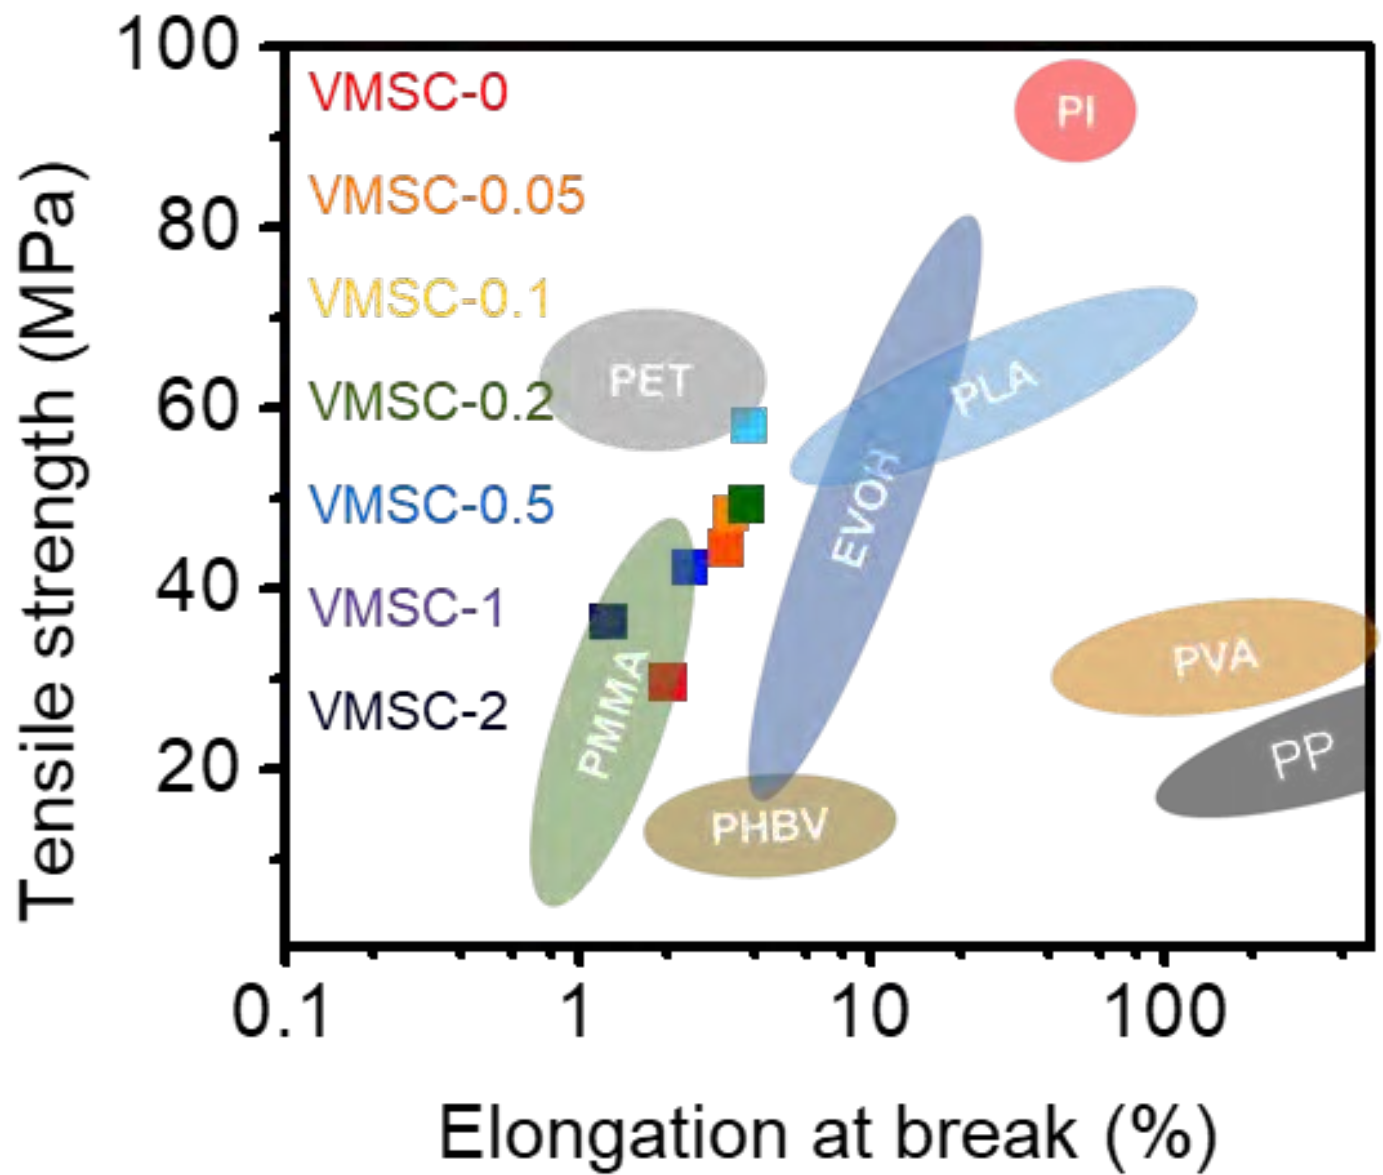 100
80
60
40
20
Tensile strength (MPa)
VMSC-0
VMSC-0.05
VMSC-0.1
VMSC-0.2
VMSC-0.5
VMSC-1
VMSC-2
PI
PET
PLA
EVOH
PMMA
PVA
PP
PHBV
0.1 1 10 100
Elongation at break (%)